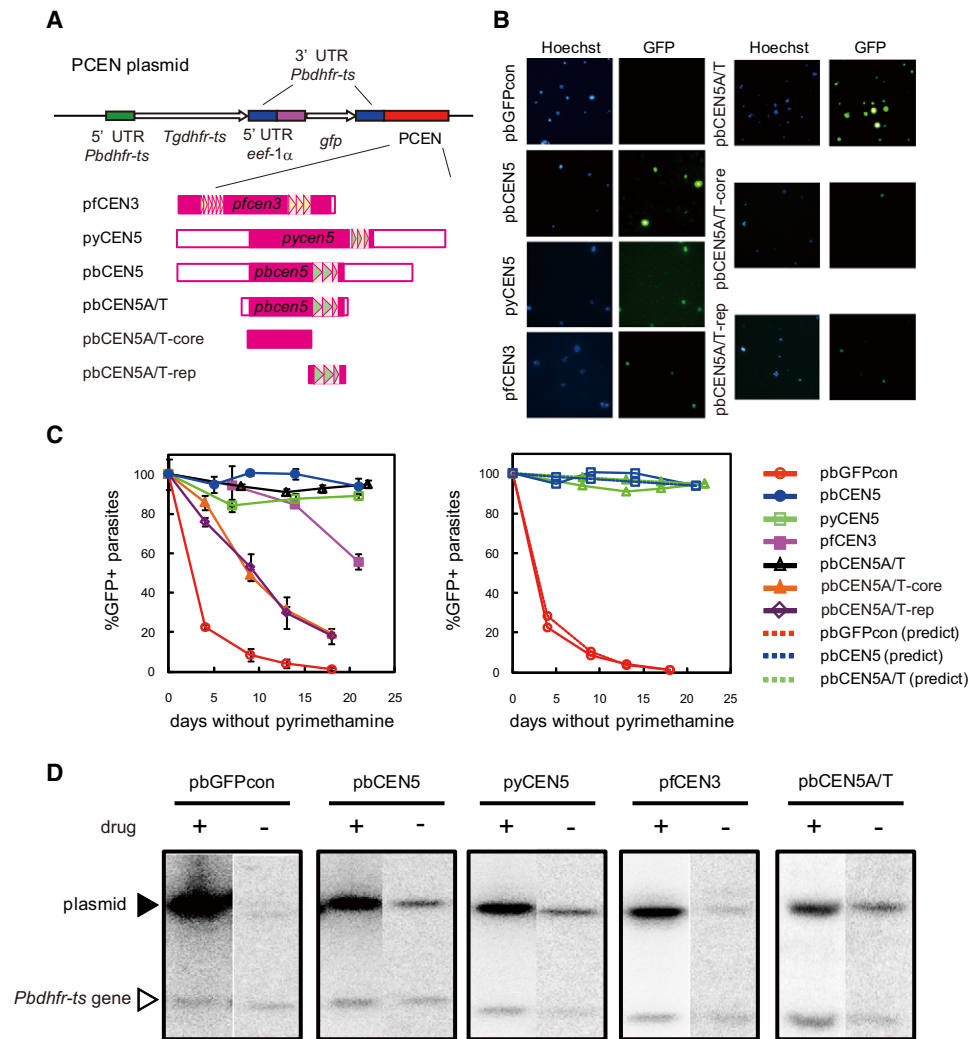 A
PCEN plasmid
3' UTR
Pbdhfr-ts
5' UTR
Pbdhfr-ts
Tgdhfr-ts
5' UTR
eef-1α
gfp
PCEN
pfCEN3
pfcen3
pyCEN5
pycen5
pbCEN5
pbcen5
pbCEN5A/T
pbcen5
pbCEN5A/T-core
pbCEN5A/T-rep
B
Hoechst
GFP
Hoechst
GFP
pbGFPcon
pbCEN5
pyCEN5
pfCEN3
pbCEN5A/T
pbCEN5A/T-core
pbCEN5A/T-rep
C
%GFP+ parasites
100
80
60
40
20
0
0 5 10 15 20 25
days without pyrimethamine
%GFP+ parasites
100
80
60
40
20
0
0 5 10 15 20 25
days without pyrimethamine
pbGFPcon
pbCEN5
pyCEN5
pfCEN3
pbCEN5A/T
pbCEN5A/T-core
pbCEN5A/T-rep
pbGFPcon (predict)
pbCEN5 (predict)
pbCEN5A/T (predict)
D
pbGFPcon pbCEN5 pyCEN5 pfCEN3 pbCEN5A/T
drug + - + - + - + - + -
plasmid
Pbdhfr-ts gene